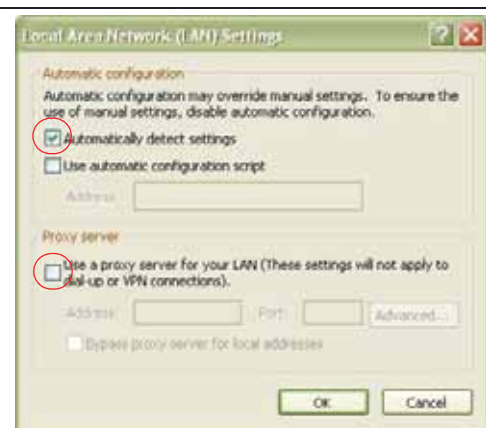 Local Area Network (LAN) Settings
Automatic configuration
Automatic configuration may override manual settings. To ensure the
use of manual settings, disable automatic configuration.
Automatically detect settings
Use automatic configuration script
Address
Proxy server
Use a proxy server for your LAN (These settings will not apply to
dial-up or VPN connections).
Address: Port: Advanced...
Bypass proxy server for local addresses
OK Cancel